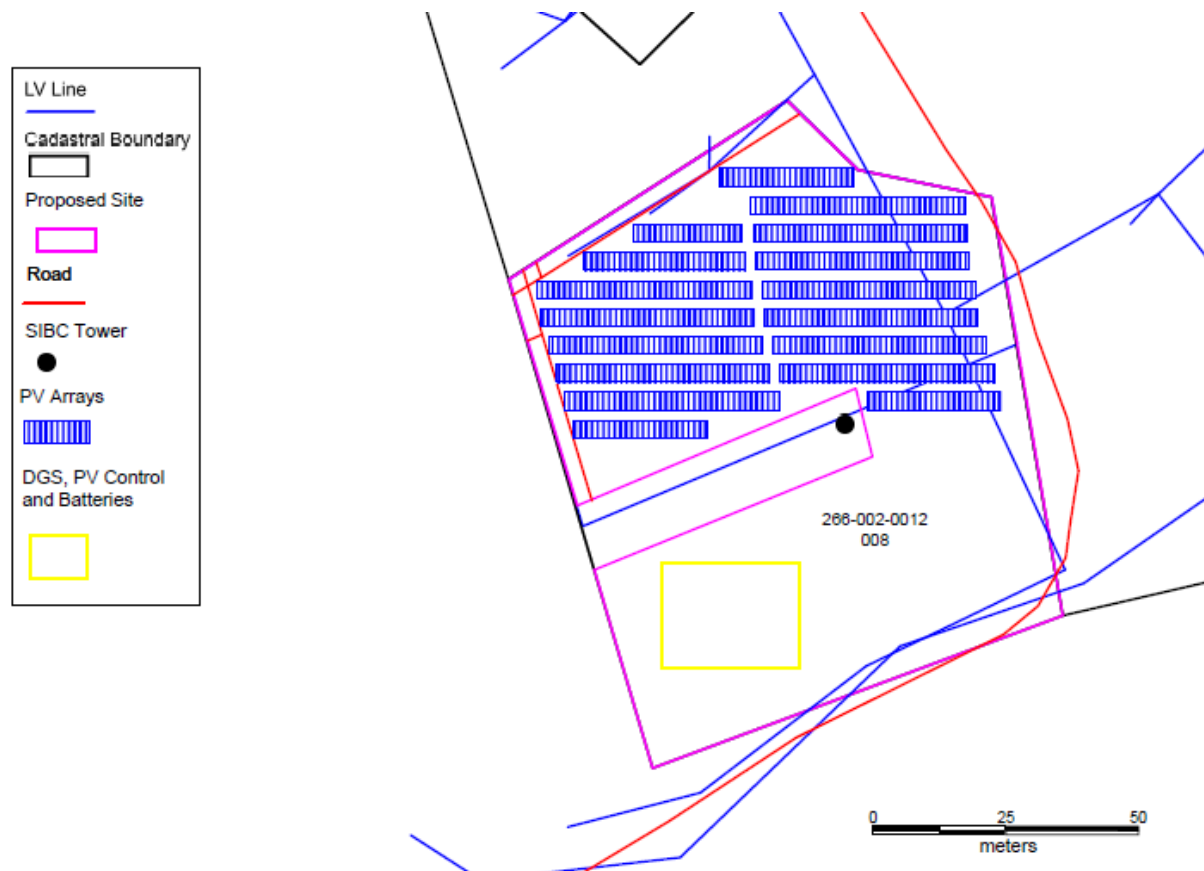 LV Line
Cadastral Boundary
Proposed Site
Road
SIBC Tower
PV Arrays
DGS, PV Control
and Batteries
266-002-0012
008
0 25 50
meters